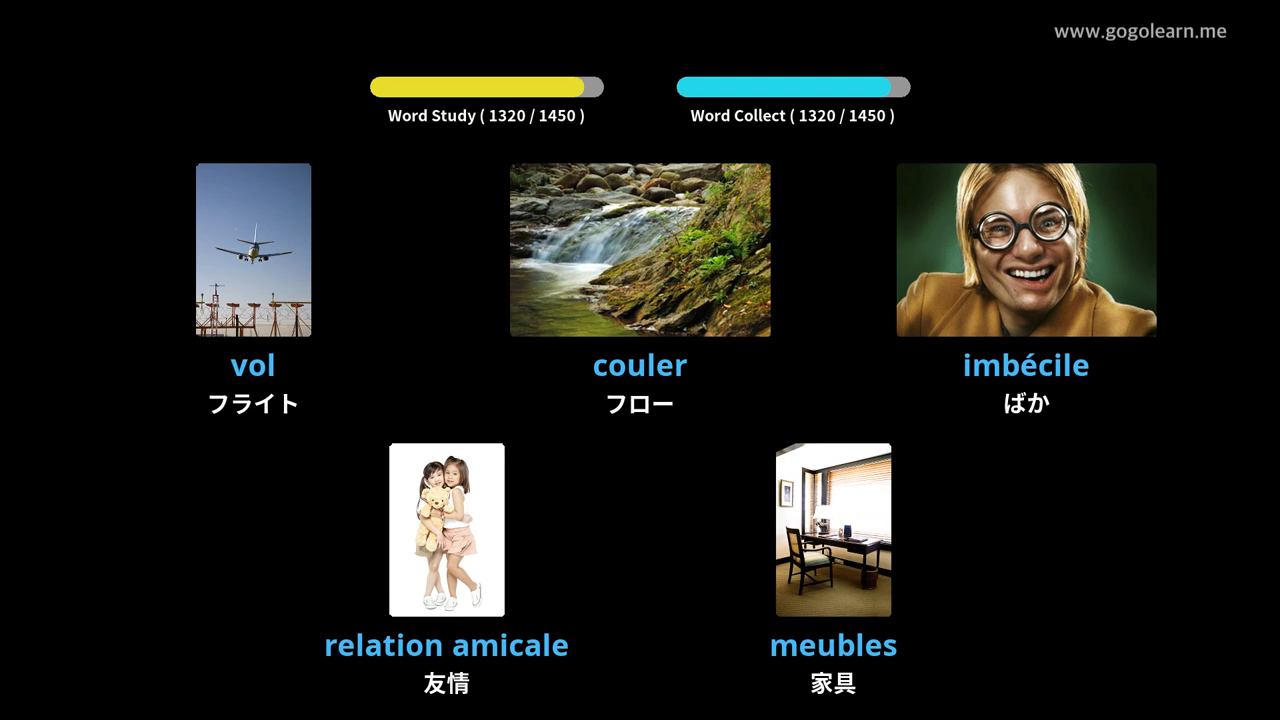 www.gogolearn.me
Word Study ( 1320 / 1450 )
Word Collect ( 1320 / 1450 )
vol
フライト
couler
フロー
imbécile
ばか
relation amicale
友情
meubles
家具